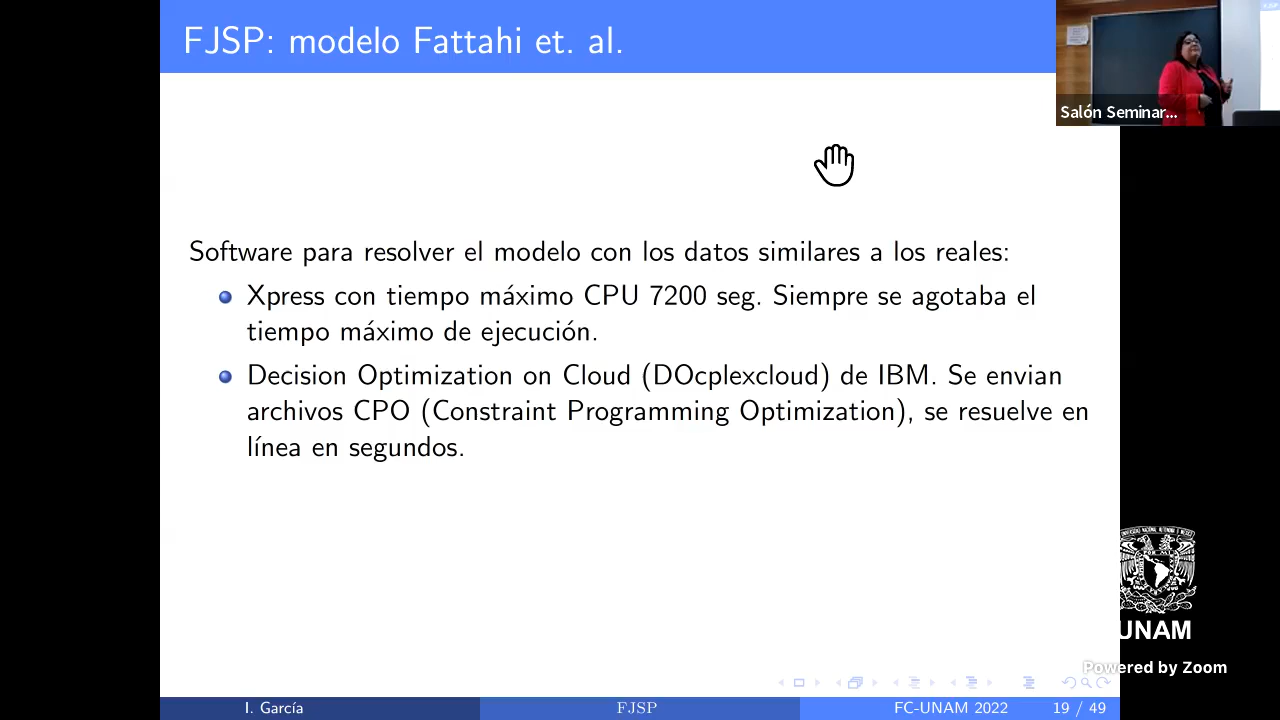 FJSP: modelo Fattahi et. al.
Salón Seminar...
Software para resolver el modelo con los datos similares a los reales:
Xpress con tiempo máximo CPU 7200 seg. Siempre se agotaba el
tiempo máximo de ejecución.
Decision Optimization on Cloud (DOcplexcloud) de IBM. Se envian
archivos CPO (Constraint Programming Optimization), se resuelve en
línea en segundos.
UNAM
Powered by Zoom
I. García
FJSP
FC-UNAM 2022
19 / 49